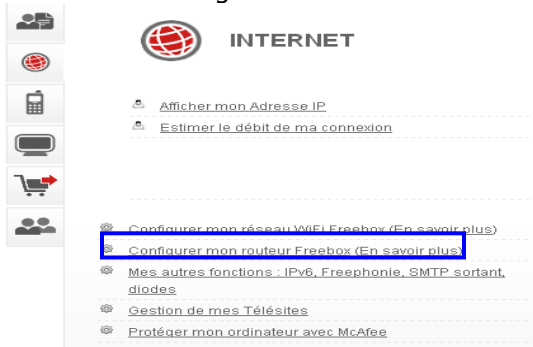 INTERNET
Afficher mon Adresse IP
Estimer le débit de ma connexion
Configurer mon réseau WiFi Freebox (En savoir plus)
Configurer mon routeur Freebox (En savoir plus)
Mes autres fonctions : IPv6, Freephonie, SMTP sortant,
diodes
Gestion de mes Télésites
Protéger mon ordinateur avec McAfee